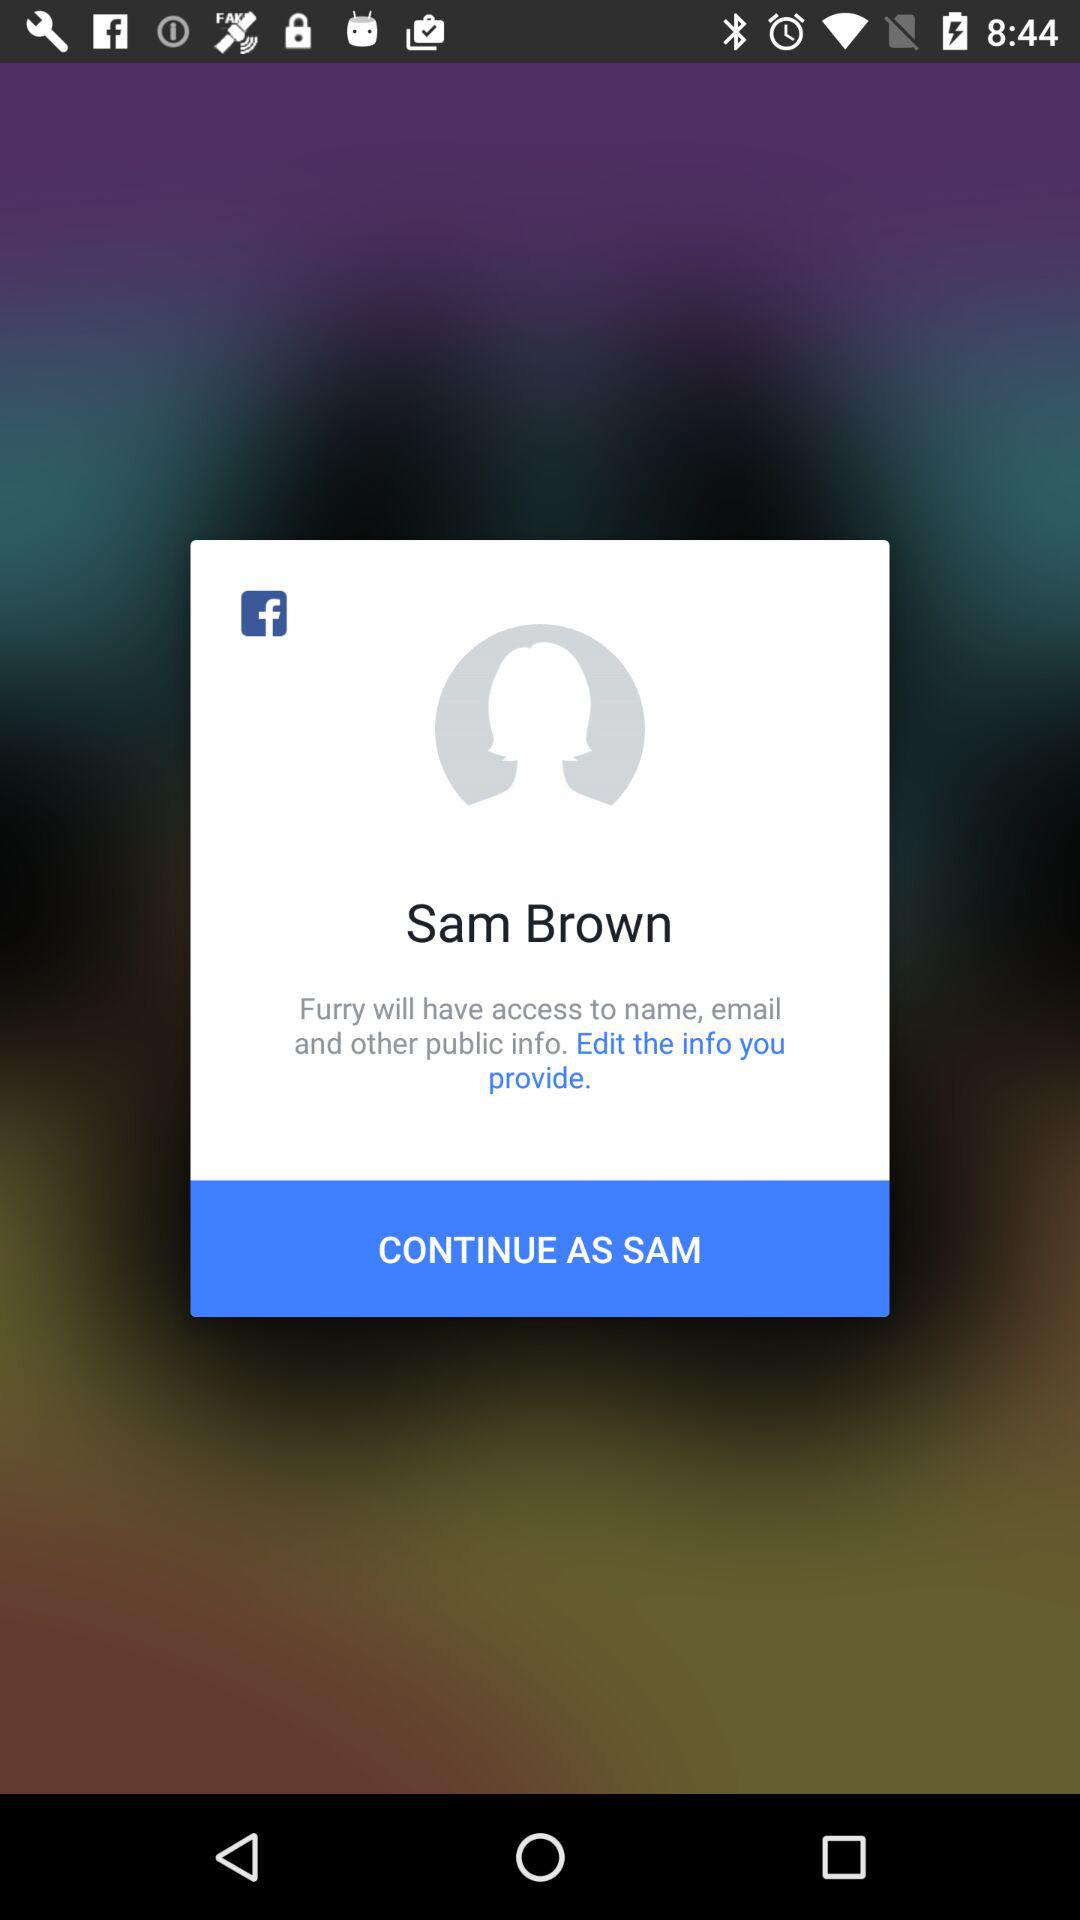 FAKE
8:44
Sam Brown
Furry will have access to name, email
and other public info. Edit the info you
provide.
CONTINUE AS SAM